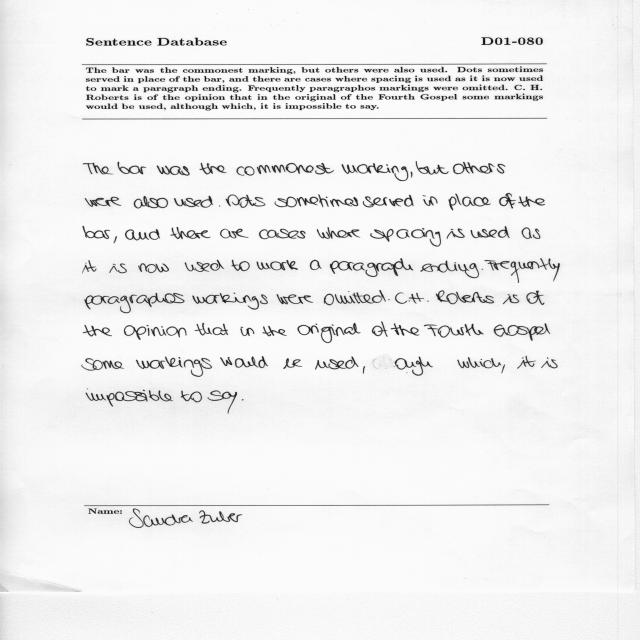 Sentence Database D01-080
The bar was the commonest marking, but others were also used. Dots sometimes
served in place of the bar, and there are cases where spacing is used as it is now used
to mark a paragraph ending. Frequently paragraphos markings were omitted. C. H.
Roberts is of the opinion that in the original of the Fourth Gospel some markings
would be used, although which, it is impossible to say.
The bar was the commonest marking, but others
were also used. Dots sometimes served in place of the
bar, and there are cases where spacing is used as
it is now used to mark a paragraph ending. Frequently
paragraphos markings were omitted. C.H. Roberts is of
the opinion that in the original of the Fourth Gospel
some markings would be used, which, it is
impossible to say.
Name: Sandra Zuber